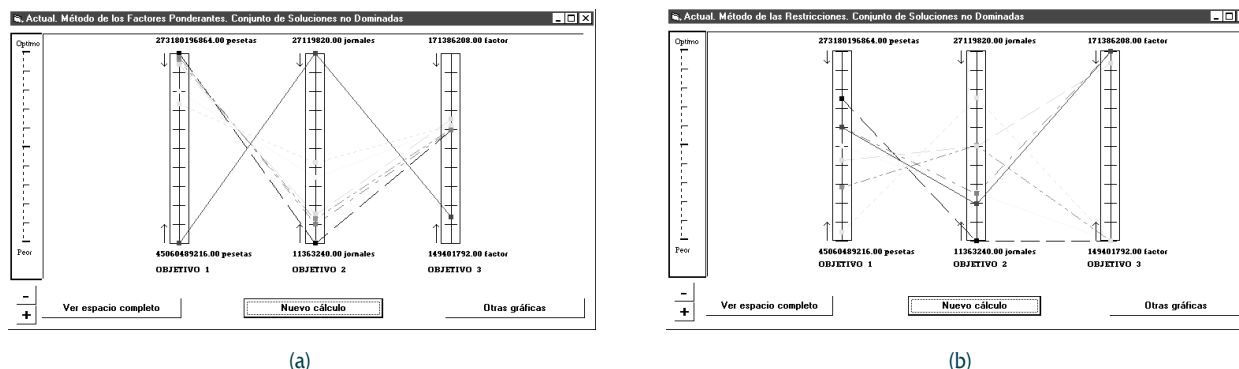 Actual. Método de los Factores Ponderantes. Conjunto de Soluciones no Dominadas
Optimo
273180196864.00 pesetas
27119820.00 jornales
171386208.00 factor
Peor
45060489216.00 pesetas
11363240.00 jornales
149401792.00 factor
OBJETIVO 1
OBJETIVO 2
OBJETIVO 3
-
+
Ver espacio completo
Nuevo cálculo
Otras gráficas
(a)
Actual. Método de las Restricciones. Conjunto de Soluciones no Dominadas
Optimo
273180196864.00 pesetas
27119820.00 jornales
171386208.00 factor
Peor
45060489216.00 pesetas
11363240.00 jornales
149401792.00 factor
OBJETIVO 1
OBJETIVO 2
OBJETIVO 3
-
+
Ver espacio completo
Nuevo cálculo
Otras gráficas
(b)